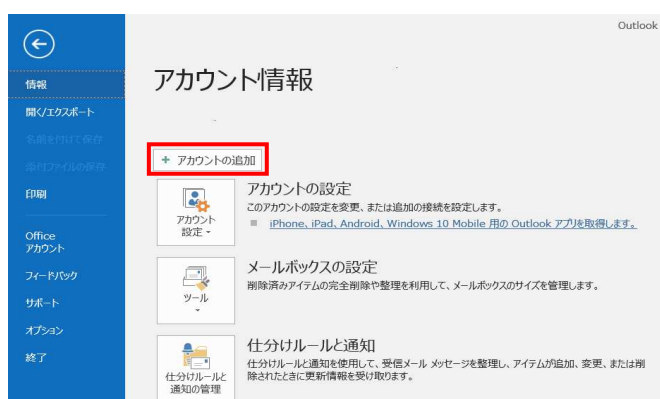 Outlook
情報
開く/エクスポート
名前を付けて保存
添付ファイルの保存
印刷
Office
アカウント
フィードバック
サポート
オプション
終了
アカウント情報
+ アカウントの追加
アカウント
設定
アカウントの設定
このアカウントの設定を変更、または追加の接続を設定します。
iPhone、iPad、Android、Windows 10 Mobile 用の Outlook アプリを取得します。
ツール
メールボックスの設定
削除済みアイテムの完全削除や整理を利用して、メールボックスのサイズを管理します。
仕分けルールと
通知の管理
仕分けルールと通知
仕分けルールと通知を使用して、受信メール メッセージを整理し、アイテムが追加、変更、または削
除されたときに更新情報を受け取ります。